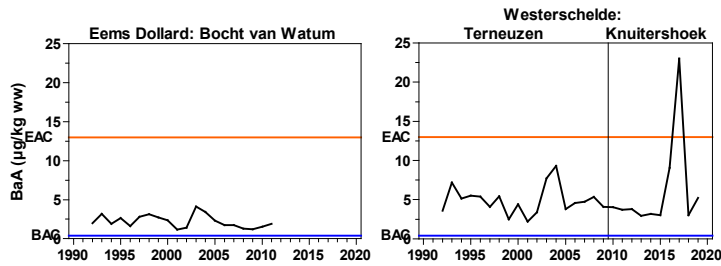 Westerschelde:
Eems Dollard: Bocht van Watum
Terneuzen
Knuitershoek
BaA (µg/kg ww)
25
20
15
EAC
10
5
BAC
0
1990 1995 2000 2005 2010 2015 2020
25
20
15
EAC
10
5
BAC
0
1990 1995 2000 2005 2010 2015 2020